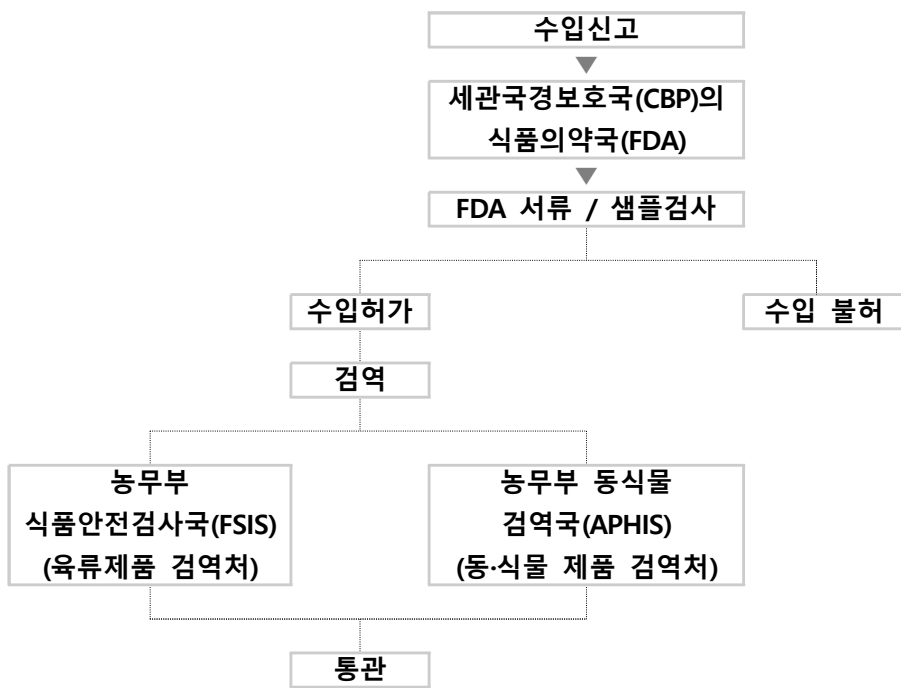 수입신고
세관국경보호국(CBP)의
식품의약국(FDA)
FDA 서류 / 샘플검사
수입허가
수입 불허
검역
농무부
식품안전검사국(FSIS)
(육류제품 검역처)
농무부 동식물
검역국(APHIS)
(동·식물 제품 검역처)
통관